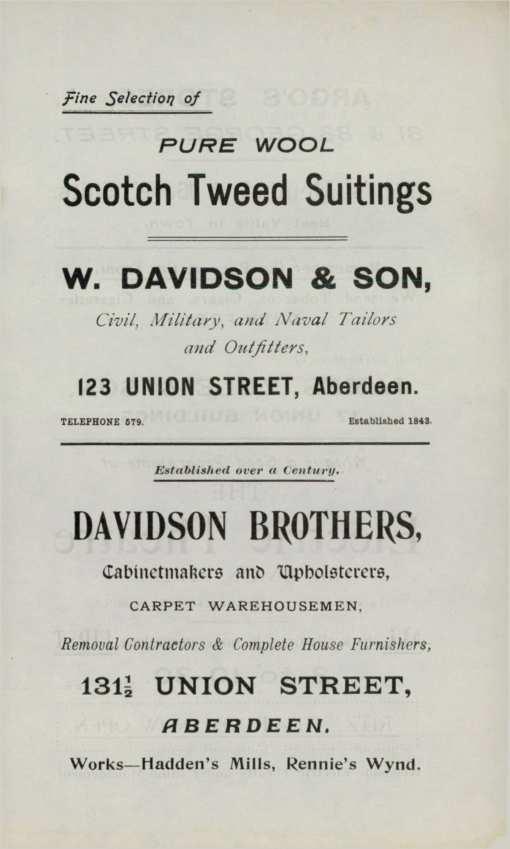 Fine Selection of
PURE WOOL
Scotch Tweed Suitings
W. DAVIDSON & SON,
Civil, Military, and Naval Tailors
and Outfitters,
123 UNION STREET, Aberdeen.
TELEPHONE 579. Established 1843.
Established over a Century.
DAVIDSON BROTHERS,
Cabinetmakers and Upholsterers,
CARPET WAREHOUSEMEN,
Removal Contractors & Complete House Furnishers,
131½ UNION STREET,
ABERDEEN.
Works—Hadden's Mills, Rennie's Wynd.